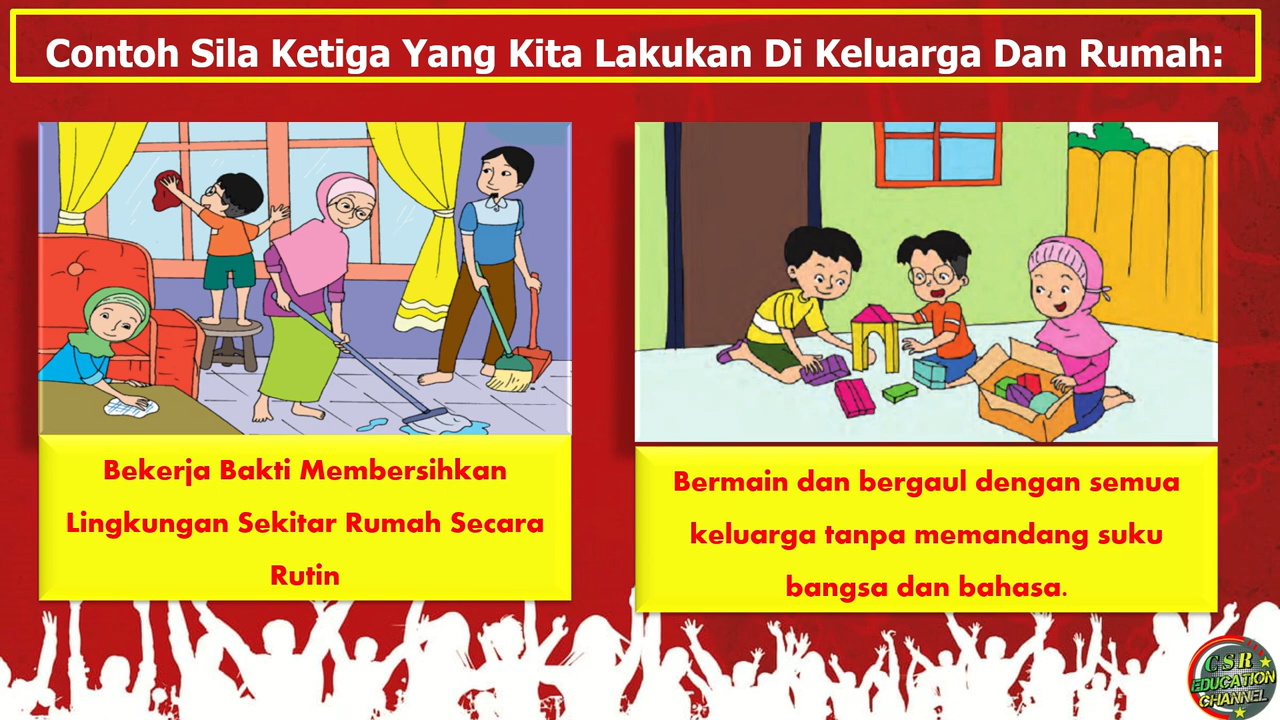 Contoh Sila Ketiga Yang Kita Lakukan Di Keluarga Dan Rumah:
Bekerja Bakti Membersihkan
Lingkungan Sekitar Rumah Secara
Rutin
Bermain dan bergaul dengan semua
keluarga tanpa memandang suku
bangsa dan bahasa.
CSR
EDUCATION
CHANNEL